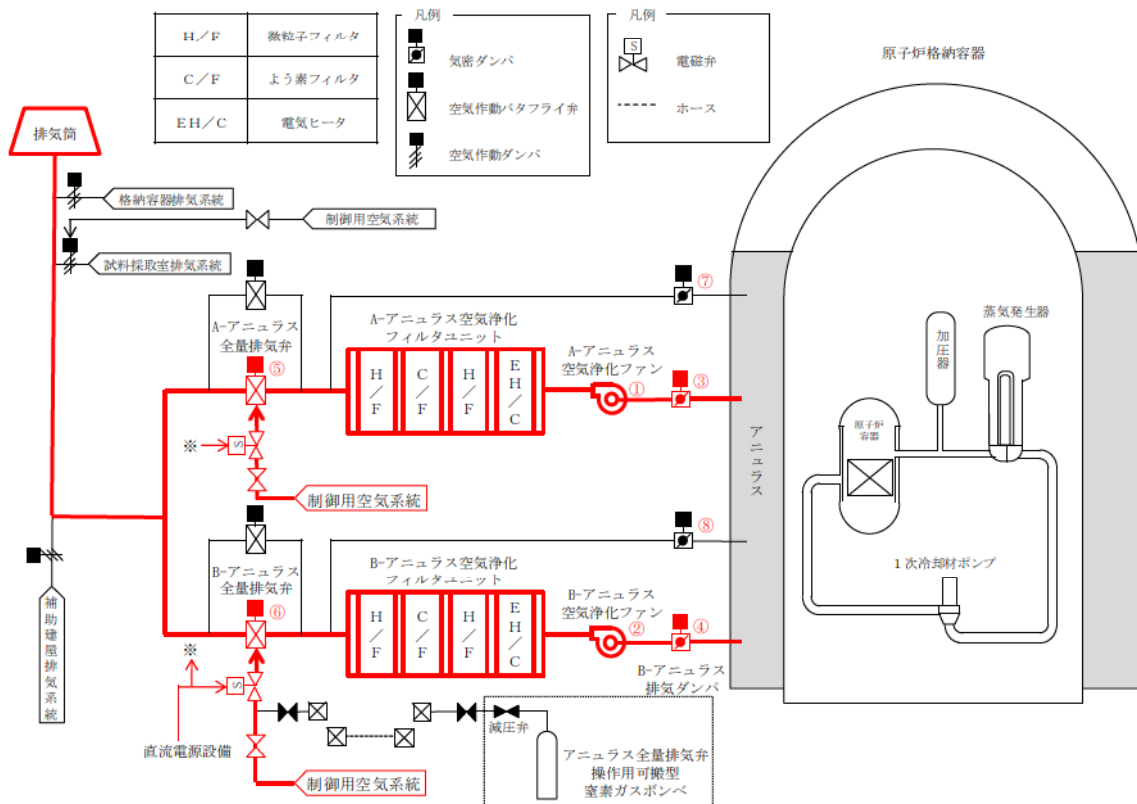 H/F 微粒子フィルタ
C/F よう素フィルタ
EH/C 電気ヒータ
凡例
気密ダンパ
空気作動バタフライ弁
空気作動ダンパ
凡例
S
電磁弁
ホース
原子炉格納容器
排気筒
格納容器排気系統
制御用空気系統
試料採取室排気系統
⑦
A-アニュラス
全量排気弁
⑤
A-アニュラス空気浄化
フィルタユニット
H/F
C/F
H/F
EH/C
A-アニュラス
空気浄化ファン
①
③
※
S
制御用空気系統
アニュラス
加圧器
蒸気発生器
原子炉
容器
1次冷却材ポンプ
⑧
B-アニュラス
全量排気弁
⑥
B-アニュラス空気浄化
フィルタユニット
H/F
C/F
H/F
EH/C
B-アニュラス
空気浄化ファン
②
④
B-アニュラス
排気ダンパ
補助建屋排気系統
※
S
直流電源設備
制御用空気系統
減圧弁
アニュラス全量排気弁
操作用可搬型
窒素ガスボンベ